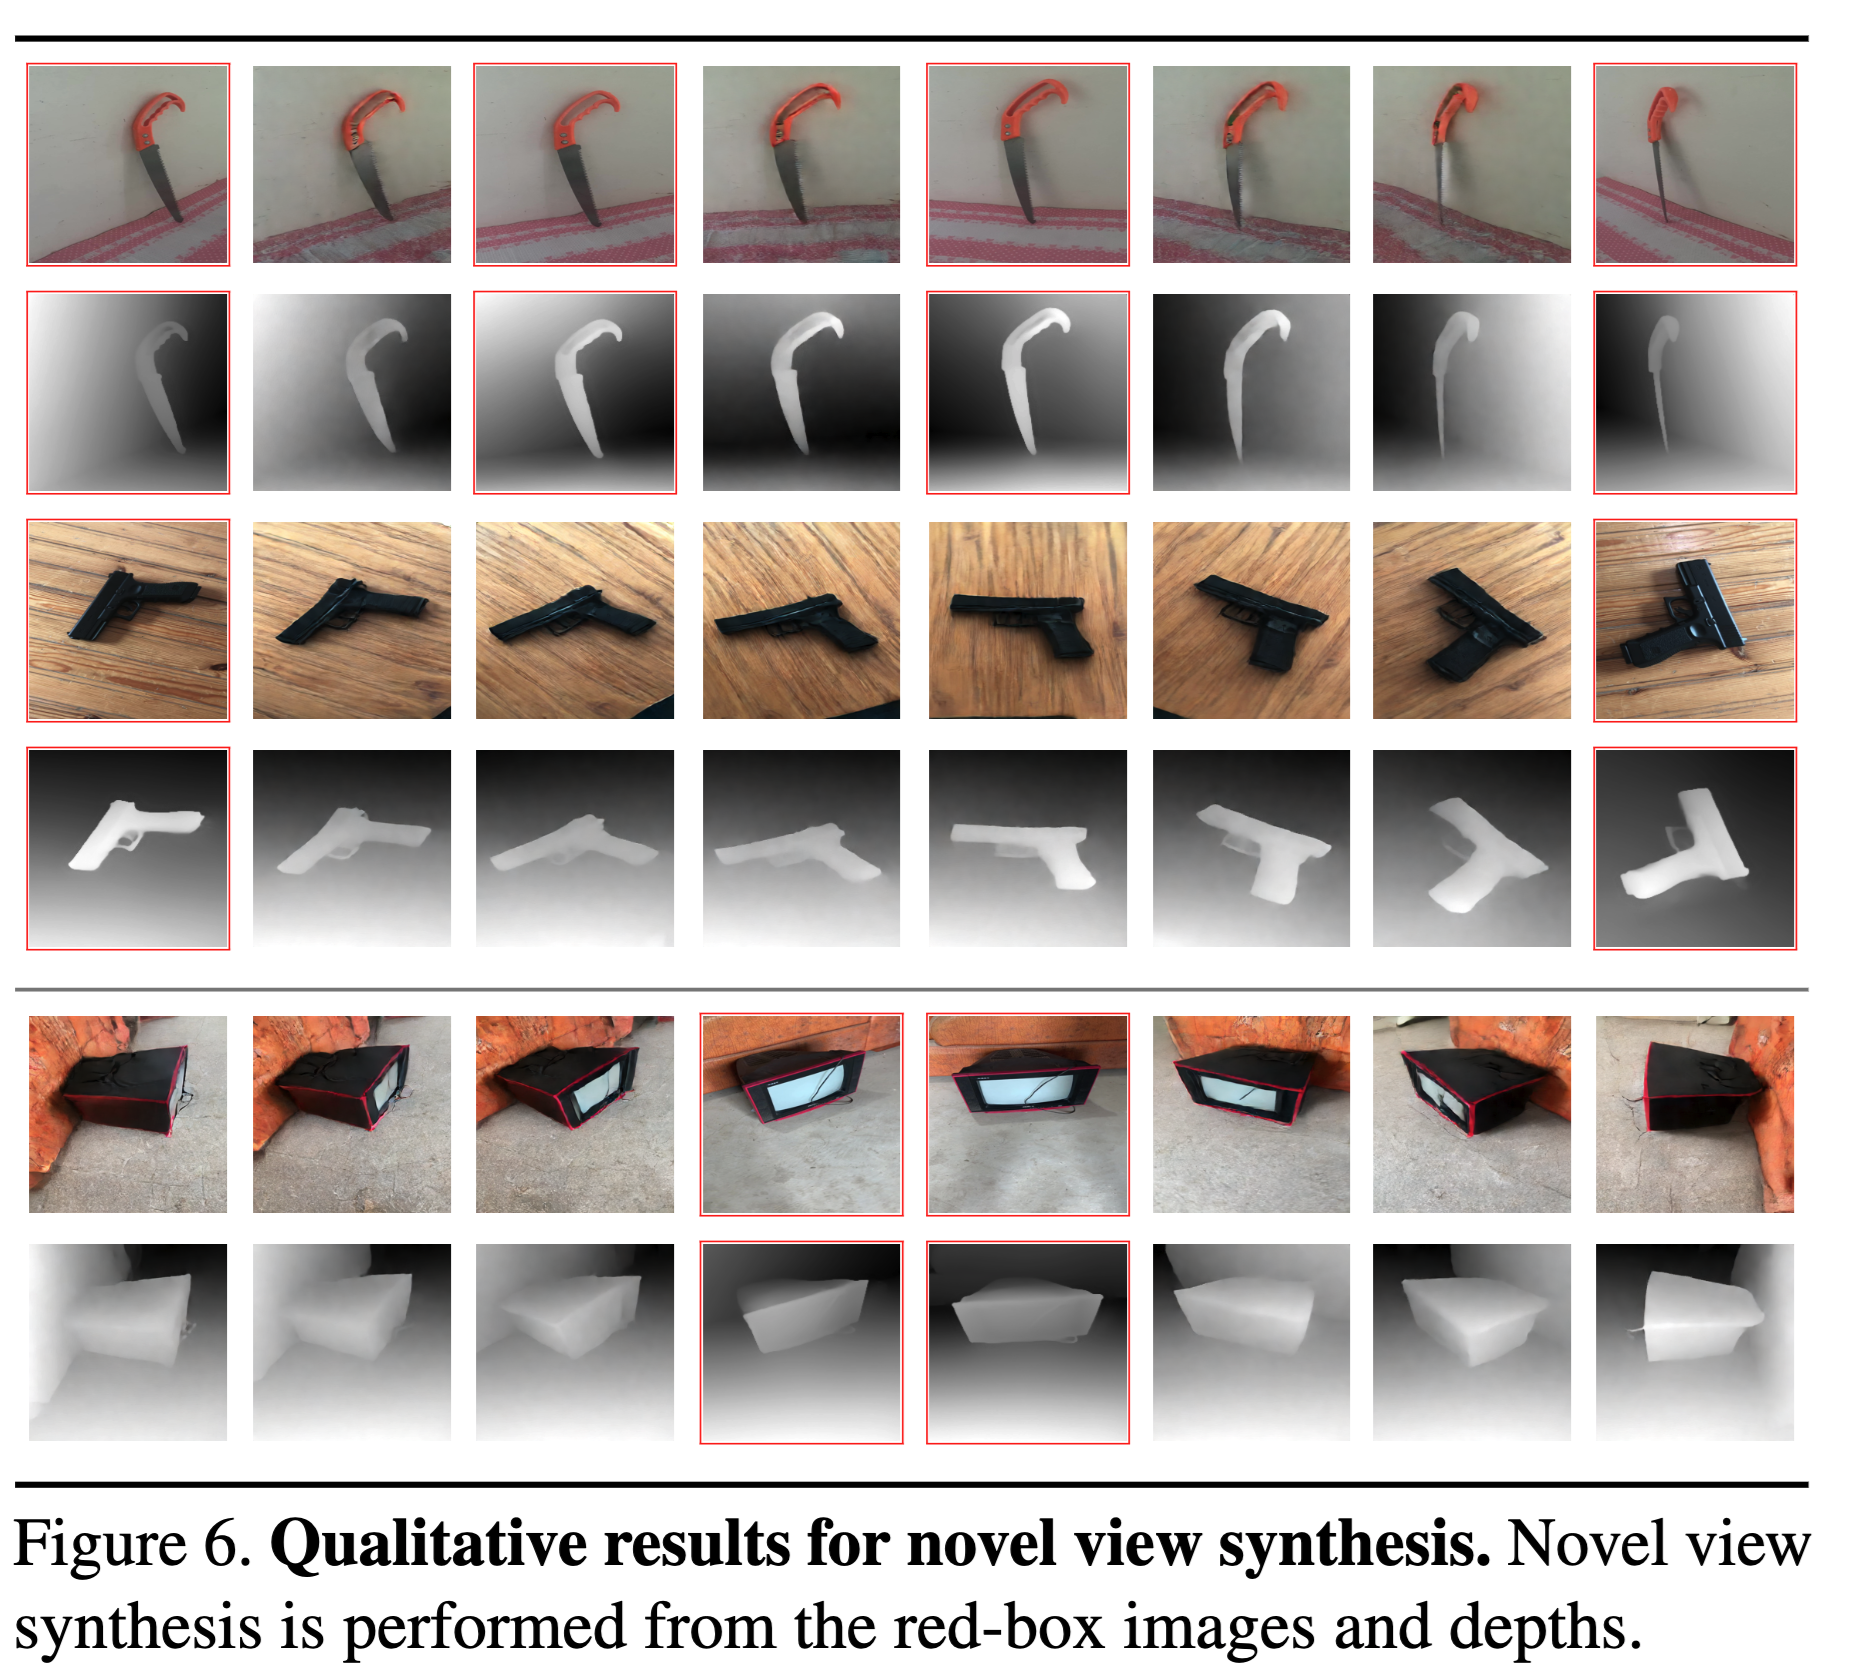 Figure 6. Qualitative results for novel view synthesis. Novel view
synthesis is performed from the red-box images and depths.